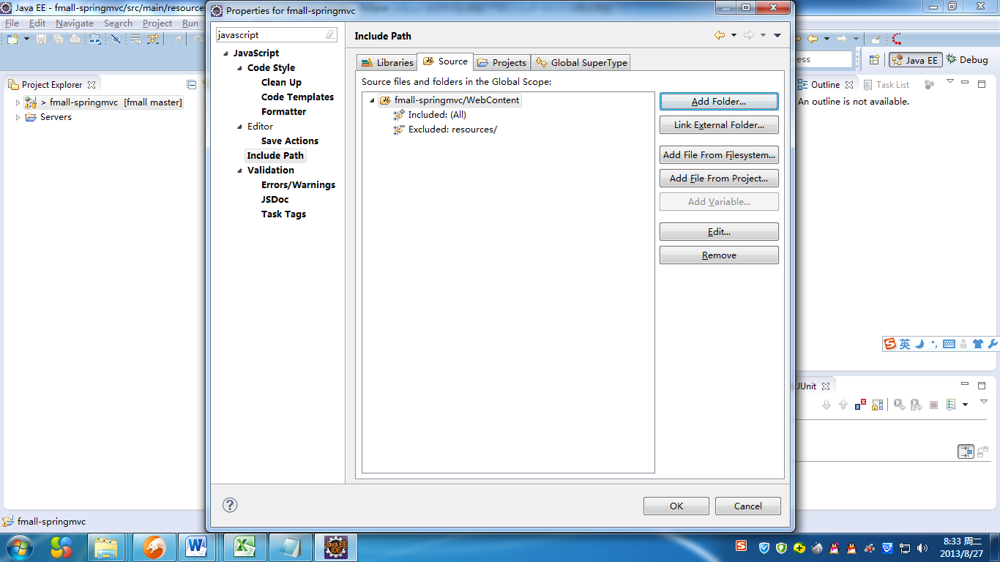 Java EE - fmall-springmvc/src/main/resource
Properties for fmall-springmvc
File Edit Navigate Search Project Run
javascript
Include Path
JavaScript
Code Style
Clean Up
Code Templates
Formatter
Editor
Save Actions
Include Path
Validation
Errors/Warnings
JSDoc
Task Tags
Libraries Source Projects Global SuperType
Source files and folders in the Global Scope:
fmall-springmvc/WebContent
Included: (All)
Excluded: resources/
Add Folder...
Link External Folder...
Add File From Filesystem...
Add File From Project...
Add Variable...
Edit...
Remove
OK Cancel
Project Explorer
> fmall-springmvc [fmall master]
Servers
ess
Java EE Debug
Outline Task List
An outline is not available.
英
JUnit
fmall-springmvc
Java EE
IDE
8:33 周二
2013/8/27